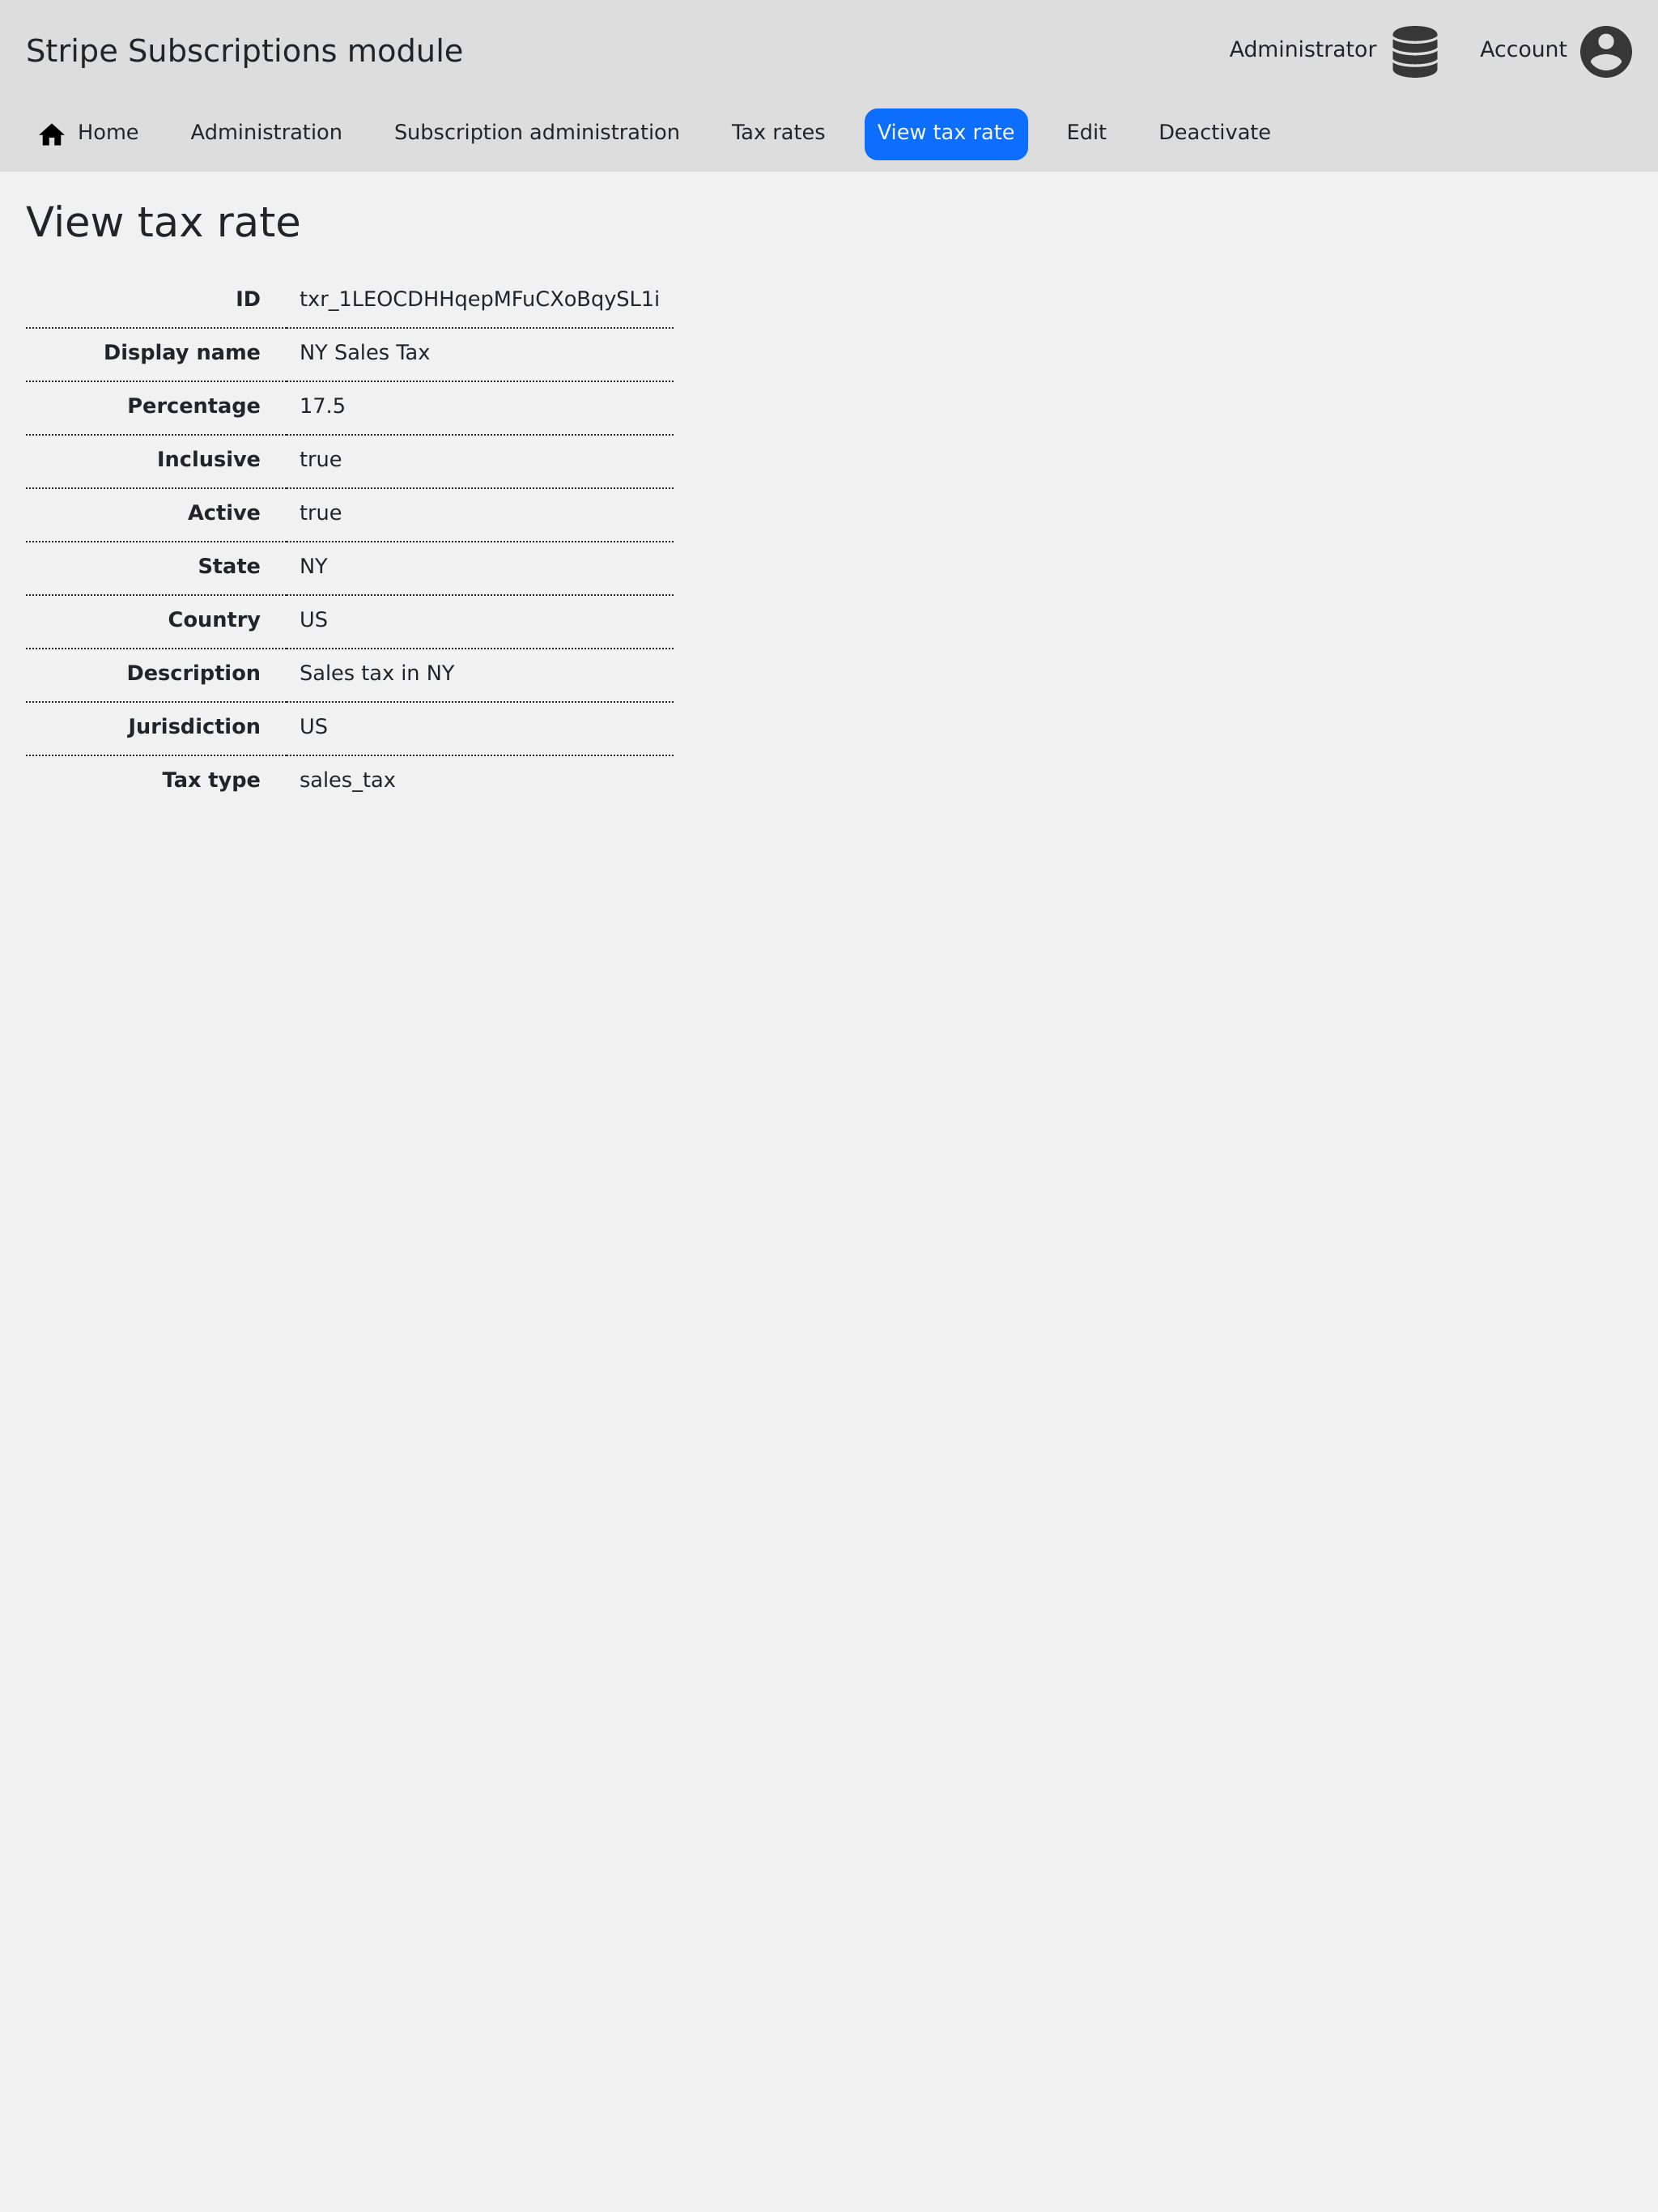 Stripe Subscriptions module
Administrator
Account
Home
Administration
Subscription administration
Tax rates
View tax rate
Edit
Deactivate
View tax rate
ID txr_1LEOCDHHqepMFuCXoBqySL1i
Display name NY Sales Tax
Percentage 17.5
Inclusive true
Active true
State NY
Country US
Description Sales tax in NY
Jurisdiction US
Tax type sales_tax